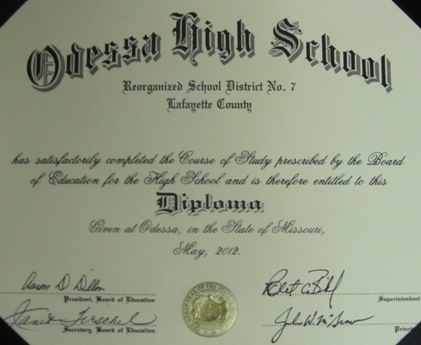 Odessa High School
Reorganized School District No. 7
Lafayette County
has satisfactorily completed the Course of Study prescribed by the Board
of Education for the High School and is therefore entitled to this
Diploma
Given at Odessa, in the State of Missouri,
May, 2012.
Aaron D Dillon
President, Board of Education
Superintendent
Secretary, Board of Education